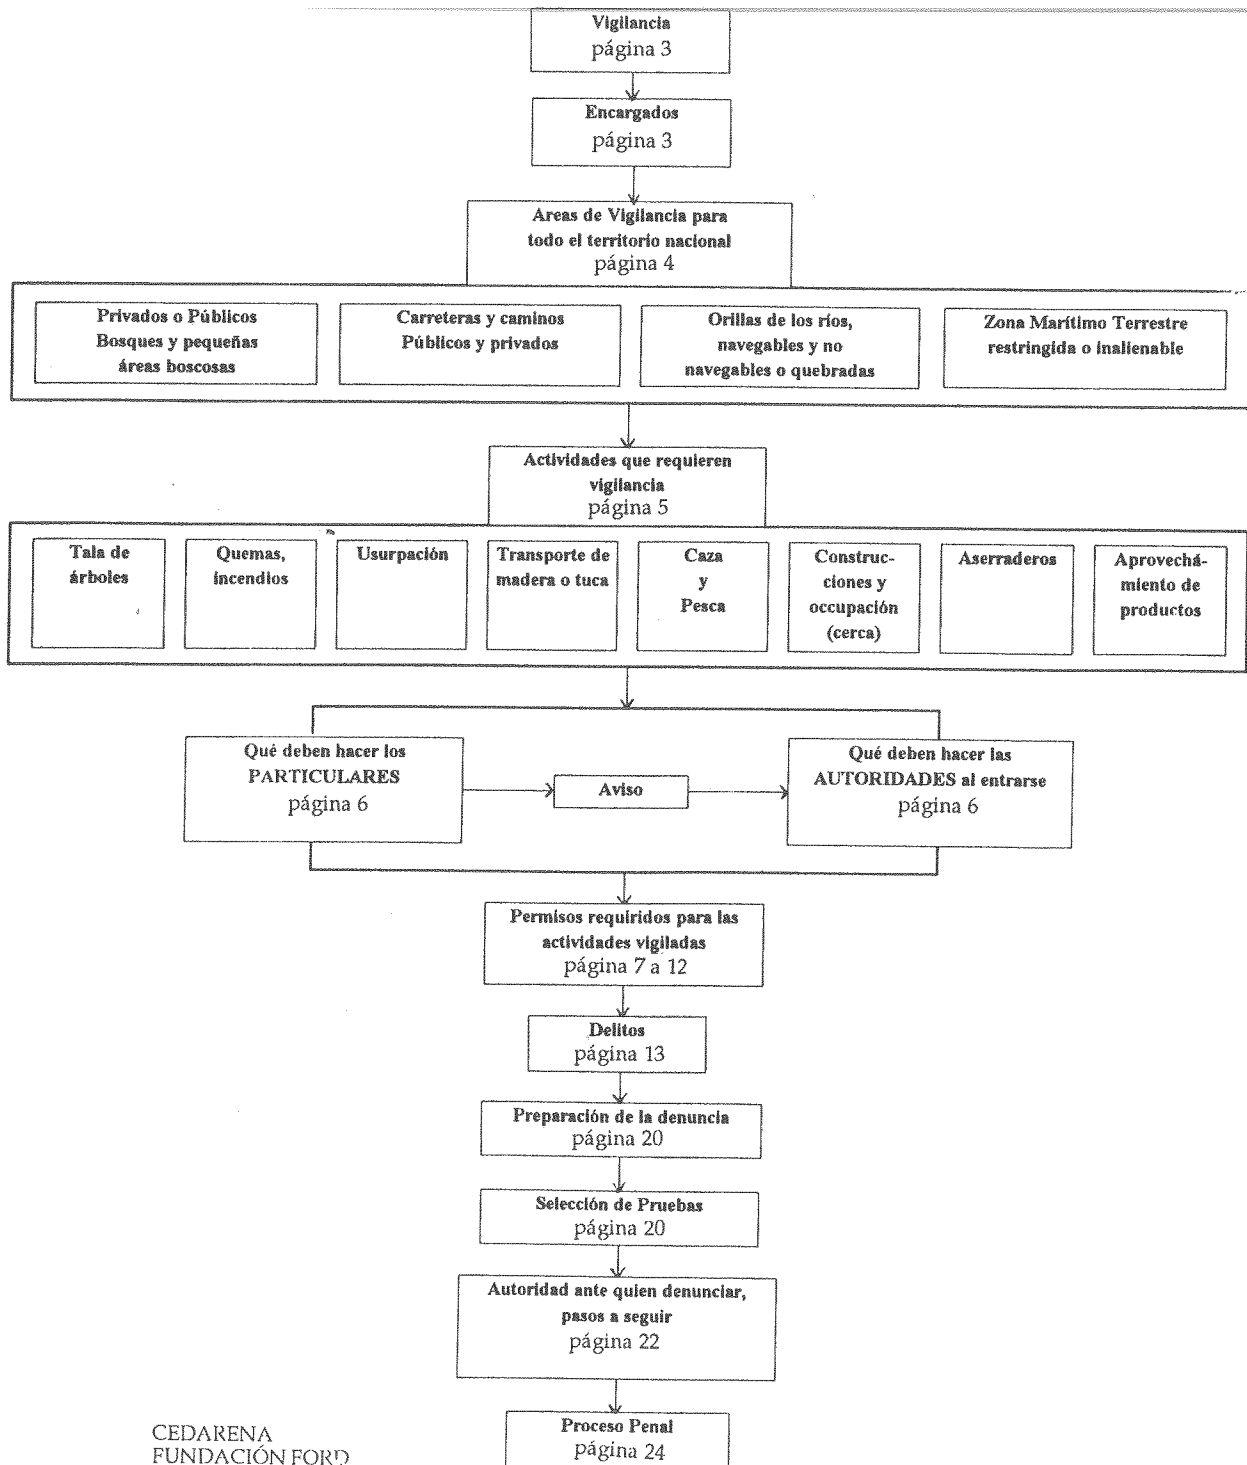 Vigilancia
página 3
Encargados
página 3
Areas de Vigilancia para
todo el territorio nacional
página 4
Privados o Públicos
Bosques y pequeñas
áreas boscosas
Carreteras y caminos
Públicos y privados
Orillas de los ríos,
navegables y no
navegables o quebradas
Zona Marítimo Terrestre
restringida o inalienable
Actividades que requieren
vigilancia
página 5
Tala de
árboles
Quemas,
incendios
Usurpación
Transporte de
madera o tuca
Caza
y
Pesca
Construc-
ciones y
occupación
(cerca)
Aserraderos
Aprovechá-
miento de
productos
Qué deben hacer los
PARTICULARES
página 6
Aviso
Qué deben hacer las
AUTORIDADES al entrarse
página 6
Permisos requiridos para las
actividades vigiladas
página 7 a 12
Delitos
página 13
Preparación de la denuncia
página 20
Selección de Pruebas
página 20
Autoridad ante quien denunciar,
pasos a seguir
página 22
Proceso Penal
página 24
CEDARENA
FUNDACIÓN FORD